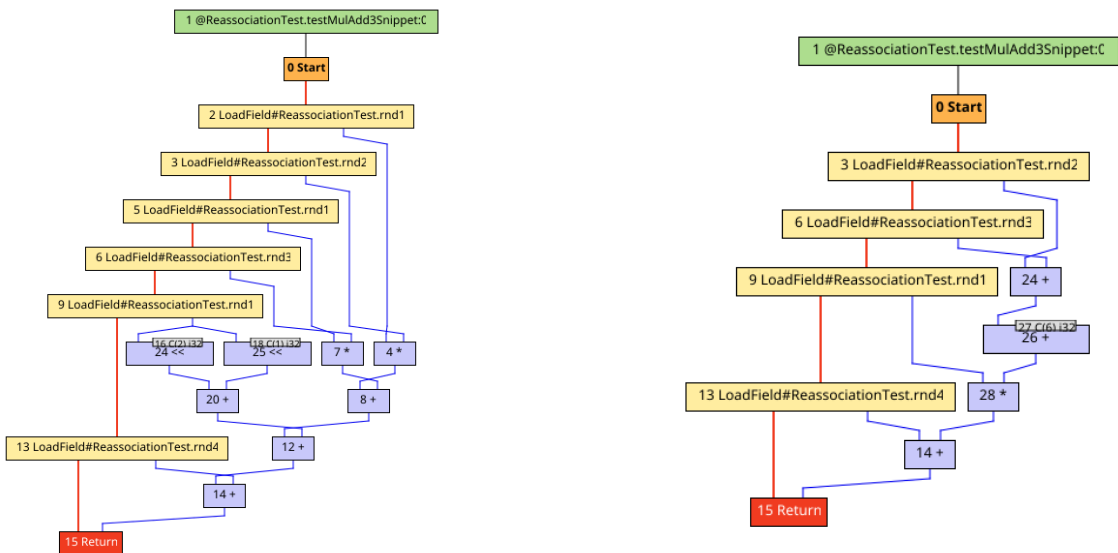 1 @ReassociationTest.testMulAdd3Snippet:0
0 Start
2 LoadField#ReassociationTest.rnd1
3 LoadField#ReassociationTest.rnd2
5 LoadField#ReassociationTest.rnd1
6 LoadField#ReassociationTest.rnd3
9 LoadField#ReassociationTest.rnd1
16 C(2) i32
18 C(1) i32
24 <<
25 <<
7 *
4 *
20 +
8 +
12 +
13 LoadField#ReassociationTest.rnd4
14 +
15 Return
1 @ReassociationTest.testMulAdd3Snippet:0
0 Start
3 LoadField#ReassociationTest.rnd2
6 LoadField#ReassociationTest.rnd3
9 LoadField#ReassociationTest.rnd1
24 +
27 C(6) i32
26 +
13 LoadField#ReassociationTest.rnd4
28 *
14 +
15 Return